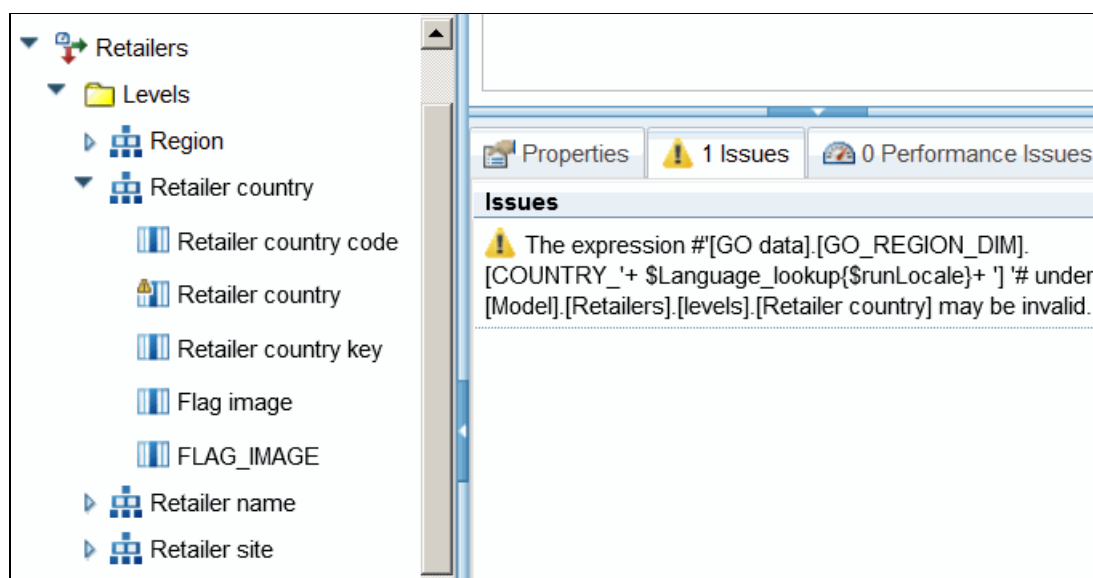 Retailers
Levels
Region
Retailer country
Retailer country code
Retailer country
Retailer country key
Flag image
FLAG_IMAGE
Retailer name
Retailer site
Properties
1 Issues
0 Performance Issues
Issues
The expression #'[GO data].[GO_REGION_DIM].
[COUNTRY_'+ $Language_lookup{$runLocale}+ '] '# under
[Model].[Retailers].[levels].[Retailer country] may be invalid.